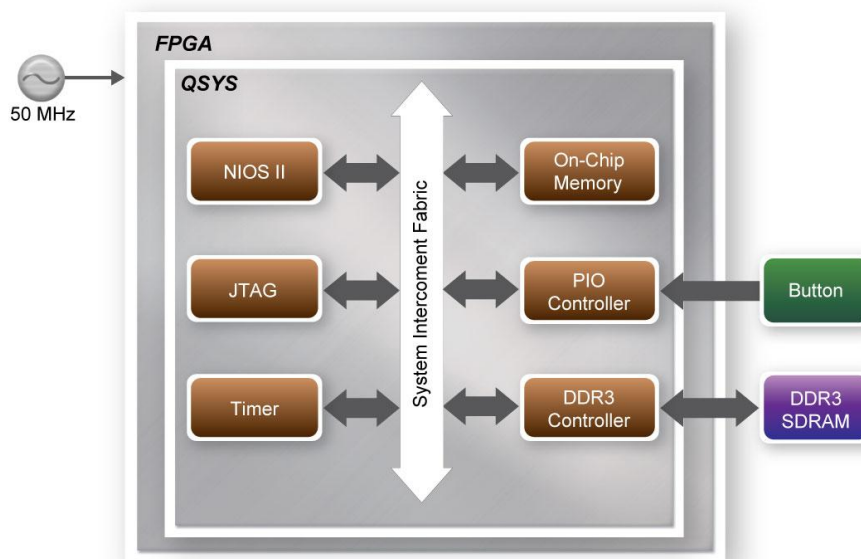 FPGA
QSYS
50 MHz
NIOS II
On-Chip
Memory
System Intercoment Fabric
JTAG
PIO
Controller
Button
Timer
DDR3
Controller
DDR3
SDRAM